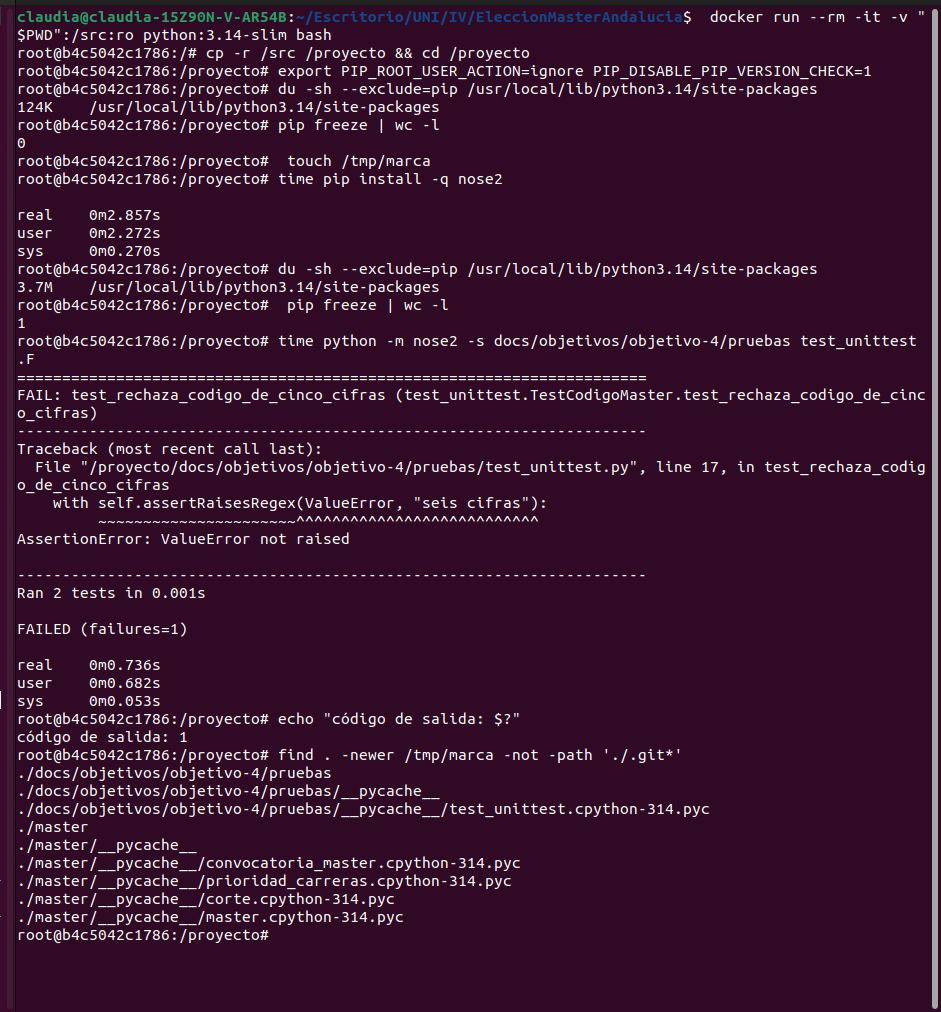 claudia@claudia-15Z90N-V-AR54B:~/Escritorio/UNI/IV/EleccionMasterAndalucia$  docker run --rm -it -v "
$PWD":/src:ro python:3.14-slim bash
root@b4c5042c1786:/# cp -r /src /proyecto && cd /proyecto
root@b4c5042c1786:/proyecto# export PIP_ROOT_USER_ACTION=ignore PIP_DISABLE_PIP_VERSION_CHECK=1
root@b4c5042c1786:/proyecto# du -sh --exclude=pip /usr/local/lib/python3.14/site-packages
124K    /usr/local/lib/python3.14/site-packages
root@b4c5042c1786:/proyecto# pip freeze | wc -l
0
root@b4c5042c1786:/proyecto#  touch /tmp/marca
root@b4c5042c1786:/proyecto# time pip install -q nose2

real    0m2.857s
user    0m2.272s
sys     0m0.270s
root@b4c5042c1786:/proyecto# du -sh --exclude=pip /usr/local/lib/python3.14/site-packages
3.7M    /usr/local/lib/python3.14/site-packages
root@b4c5042c1786:/proyecto#  pip freeze | wc -l
1
root@b4c5042c1786:/proyecto# time python -m nose2 -s docs/objetivos/objetivo-4/pruebas test_unittest
.F
======================================================================
FAIL: test_rechaza_codigo_de_cinco_cifras (test_unittest.TestCodigoMaster.test_rechaza_codigo_de_cinc
o_cifras)
----------------------------------------------------------------------
Traceback (most recent call last):
  File "/proyecto/docs/objetivos/objetivo-4/pruebas/test_unittest.py", line 17, in test_rechaza_codig
o_de_cinco_cifras
    with self.assertRaisesRegex(ValueError, "seis cifras"):
         ~~~~~~~~~~~~~~~~~~~~~~^^^^^^^^^^^^^^^^^^^^^^^^^^^
AssertionError: ValueError not raised

----------------------------------------------------------------------
Ran 2 tests in 0.001s

FAILED (failures=1)

real    0m0.736s
user    0m0.682s
sys     0m0.053s
root@b4c5042c1786:/proyecto# echo "código de salida: $?"
código de salida: 1
root@b4c5042c1786:/proyecto# find . -newer /tmp/marca -not -path './.git*'
./docs/objetivos/objetivo-4/pruebas
./docs/objetivos/objetivo-4/pruebas/__pycache__
./docs/objetivos/objetivo-4/pruebas/__pycache__/test_unittest.cpython-314.pyc
./master
./master/__pycache__
./master/__pycache__/convocatoria_master.cpython-314.pyc
./master/__pycache__/prioridad_carreras.cpython-314.pyc
./master/__pycache__/corte.cpython-314.pyc
./master/__pycache__/master.cpython-314.pyc
root@b4c5042c1786:/proyecto#